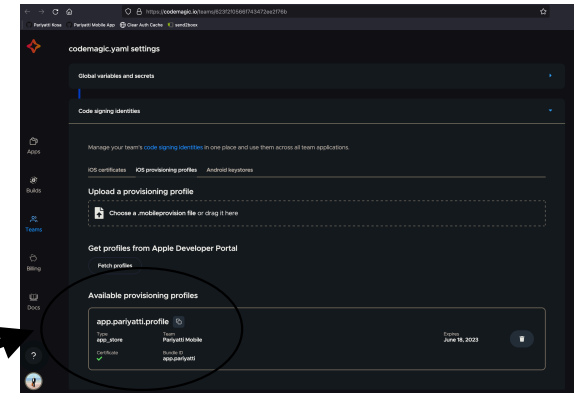 https://codemagic.io/teams/623f2f0566f743472ee2f76b
Pariyatti Kosa Pariyatti Mobile App Clear Auth Cache send2boox
codemagic.yaml settings
Global variables and secrets
Code signing identities
Manage your team's code signing identities in one place and use them across all team applications.
iOS certificates iOS provisioning profiles Android keystores
Upload a provisioning profile
Choose a .mobileprovision file or drag it here
Get profiles from Apple Developer Portal
Fetch profiles
Available provisioning profiles
app.pariyatti.profile
Type Team Expires
app_store Pariyatti Mobile June 18, 2023
Certificate Bundle ID
app.pariyatti
Apps
Builds
Teams
Billing
Docs
?